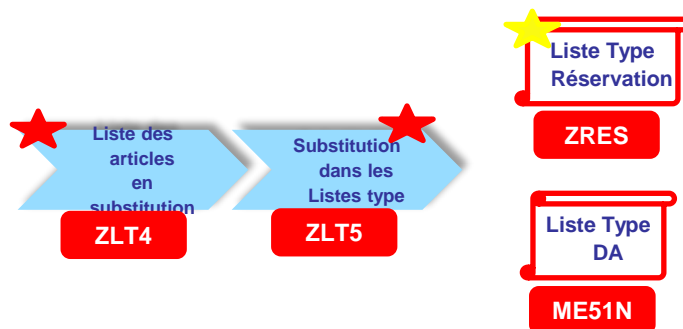 Liste des
articles
en
substitution
ZLT4
Substitution
dans les
Listes type
ZLT5
Liste Type
Réservation
ZRES
Liste Type
DA
ME51N